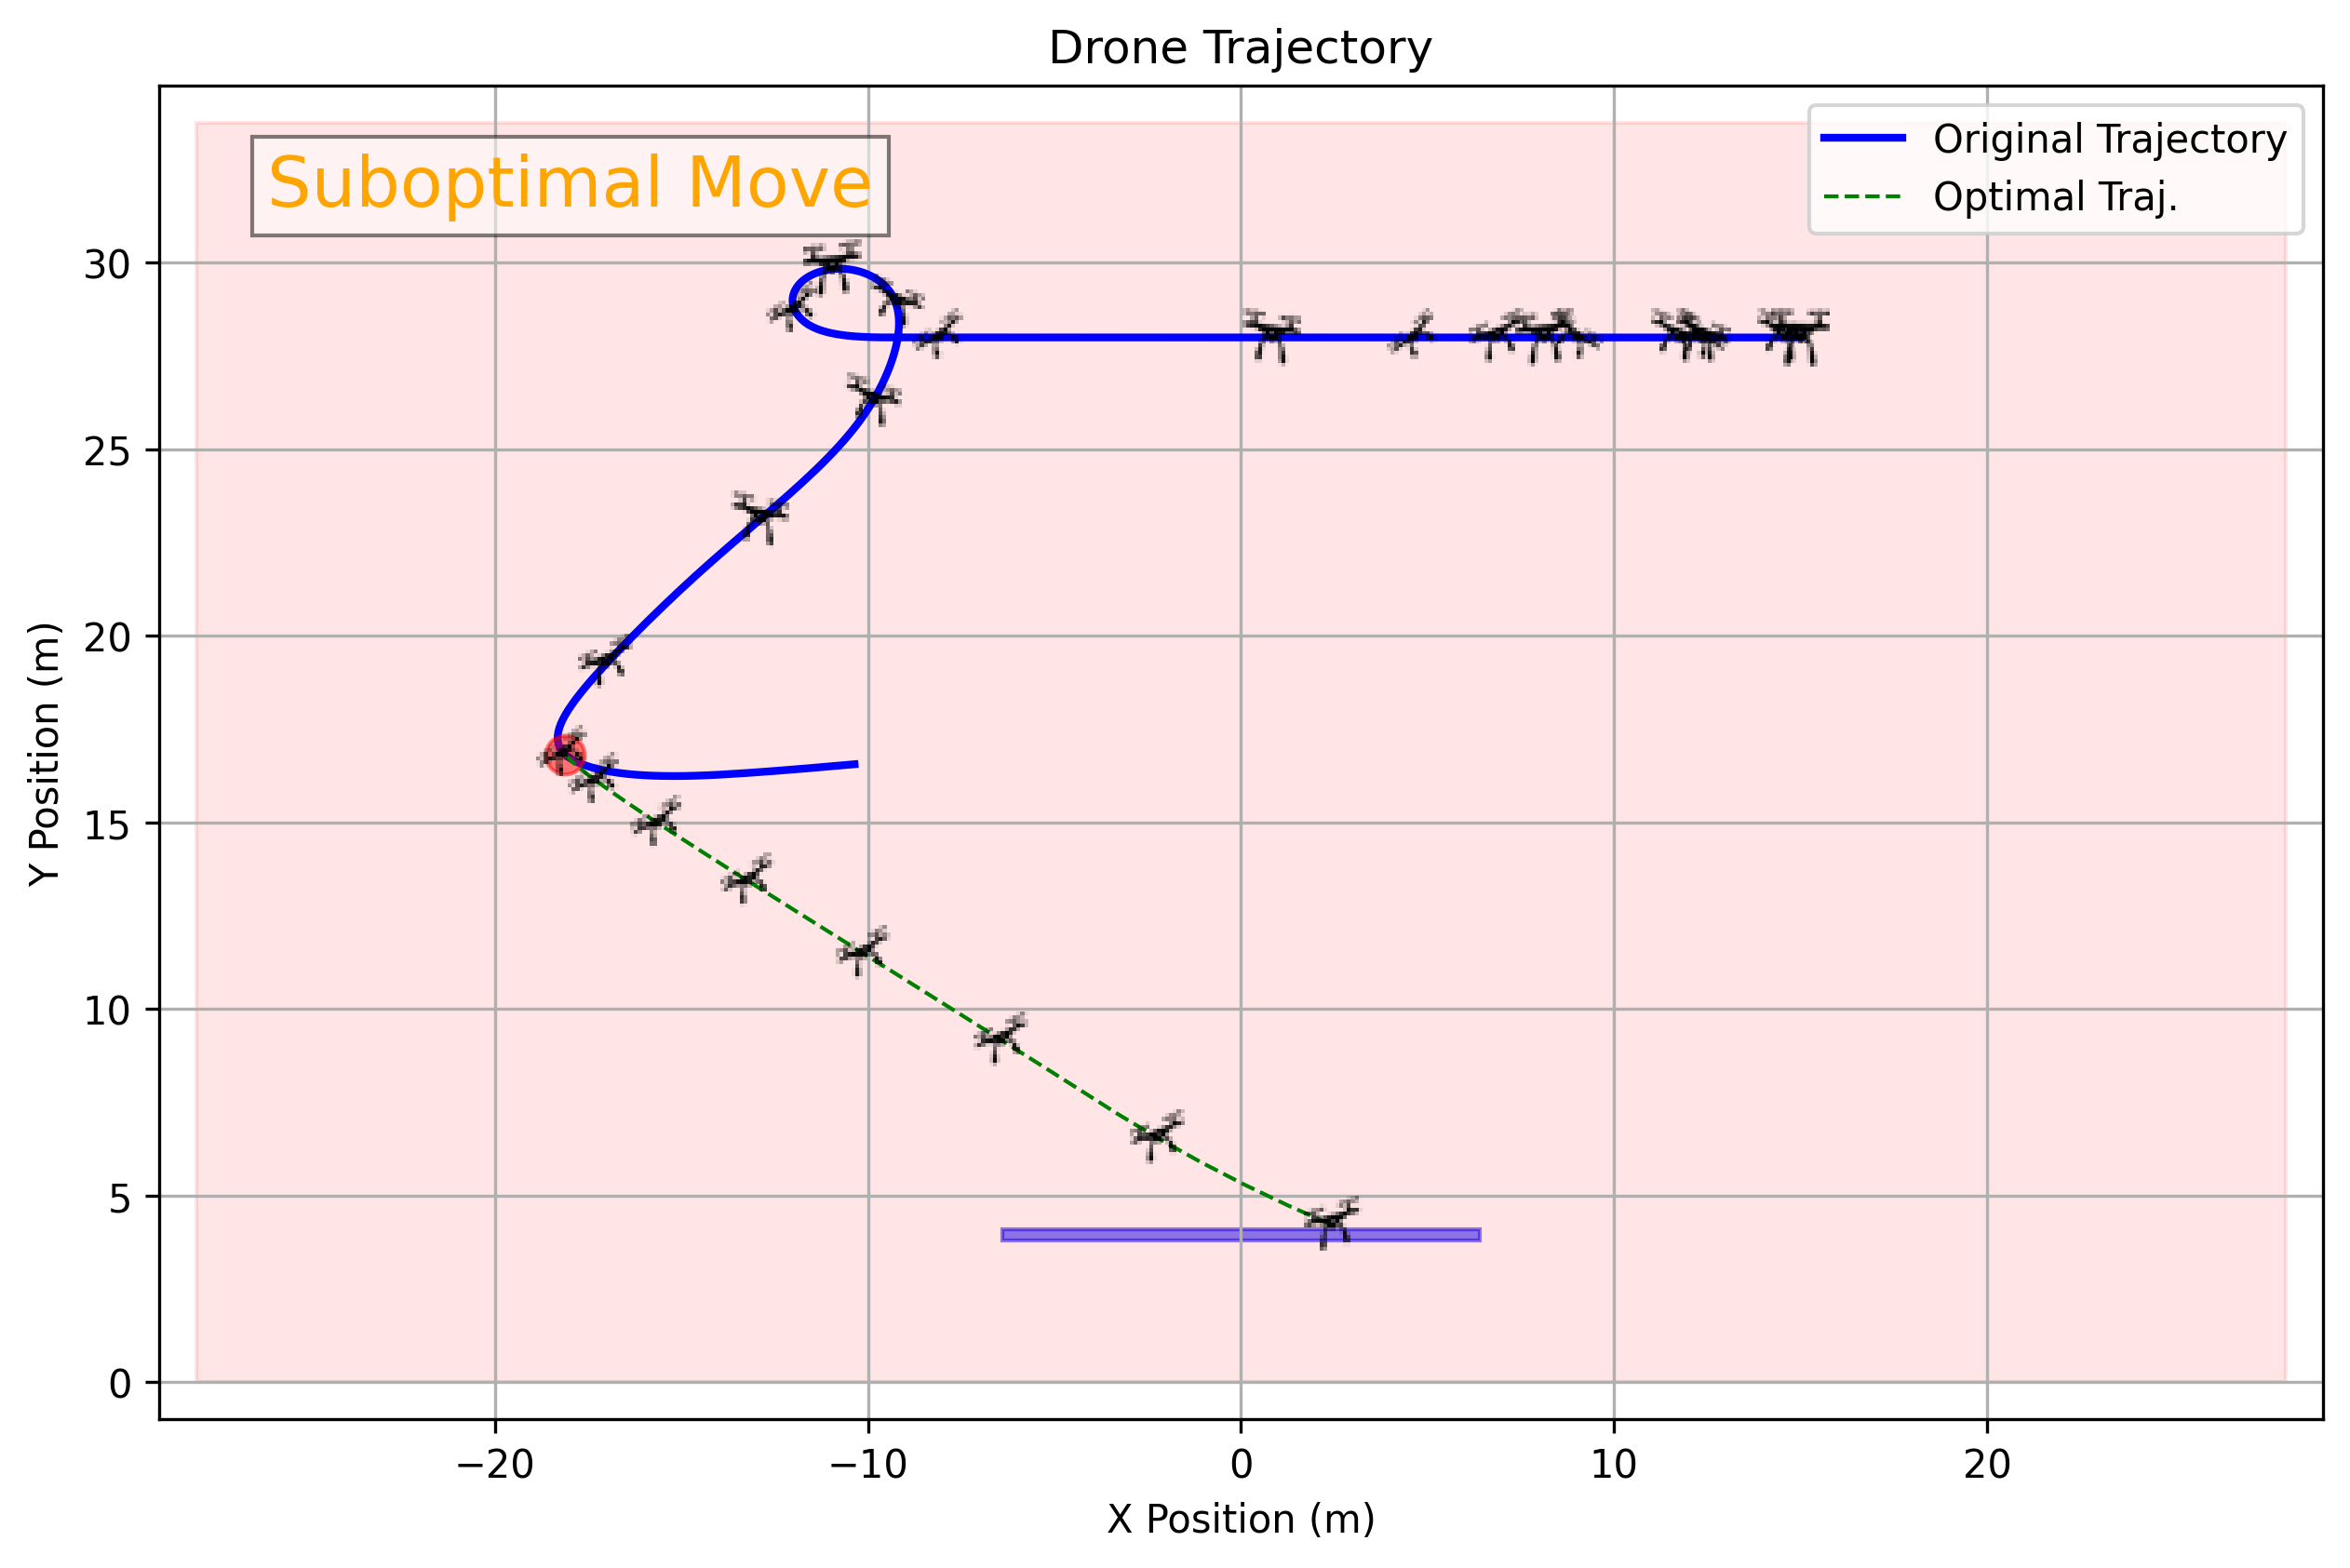 Drone Trajectory
Suboptimal Move
Original Trajectory
Optimal Traj.
Y Position (m)
30
25
20
15
10
5
0
−20
−10
0
10
20
X Position (m)